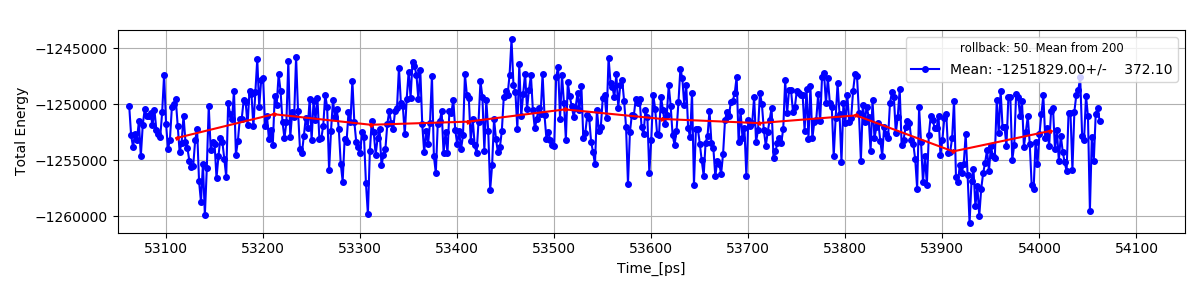 Total Energy
−1245000
−1250000
−1255000
−1260000
rollback: 50. Mean from 200
Mean: -1251829.00+/-    372.10
53100 53200 53300 53400 53500 53600 53700 53800 53900 54000 54100
Time_[ps]